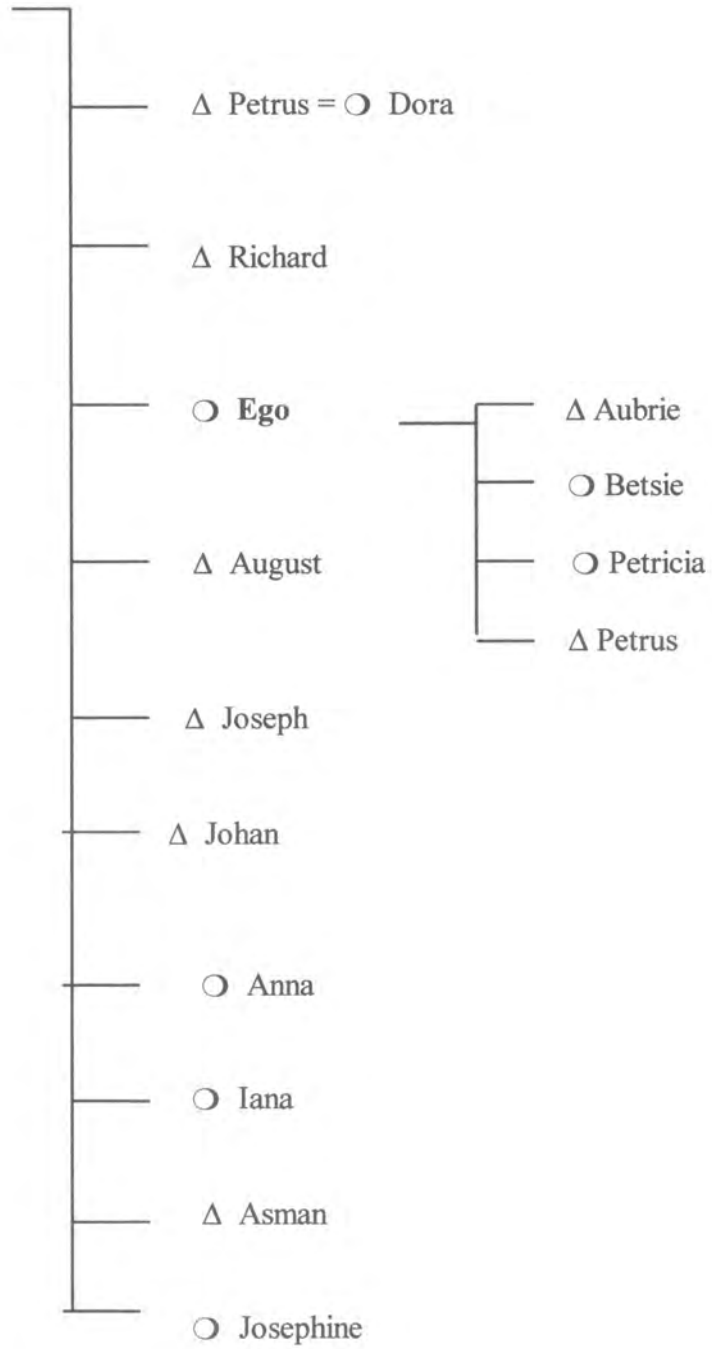 Δ Petrus = ❍ Dora
Δ Richard
❍ Ego
Δ Aubrie
❍ Betsie
Δ August
❍ Petricia
Δ Petrus
Δ Joseph
Δ Johan
❍ Anna
❍ Iana
Δ Asman
❍ Josephine